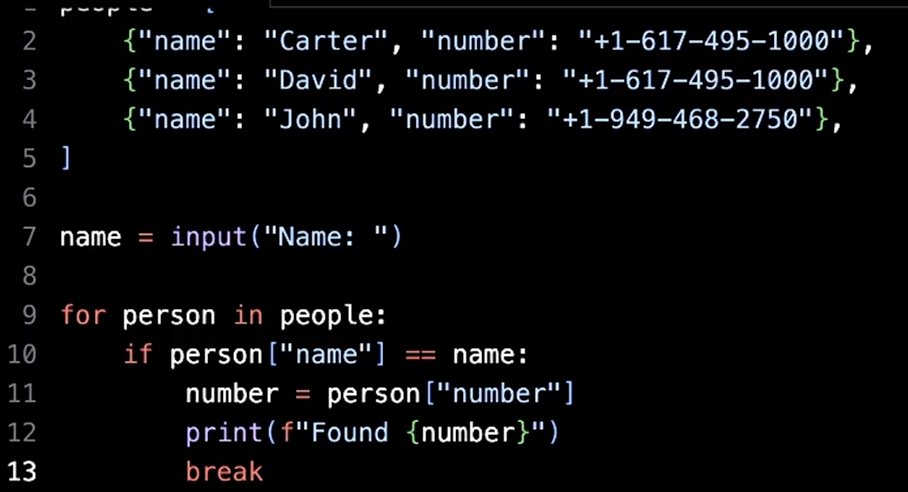 1 people = [
2 {"name": "Carter", "number": "+1-617-495-1000"},
3 {"name": "David", "number": "+1-617-495-1000"},
4 {"name": "John", "number": "+1-949-468-2750"},
5 ]
6
7 name = input("Name: ")
8
9 for person in people:
10 if person["name"] == name:
11 number = person["number"]
12 print(f"Found {number}")
13 break